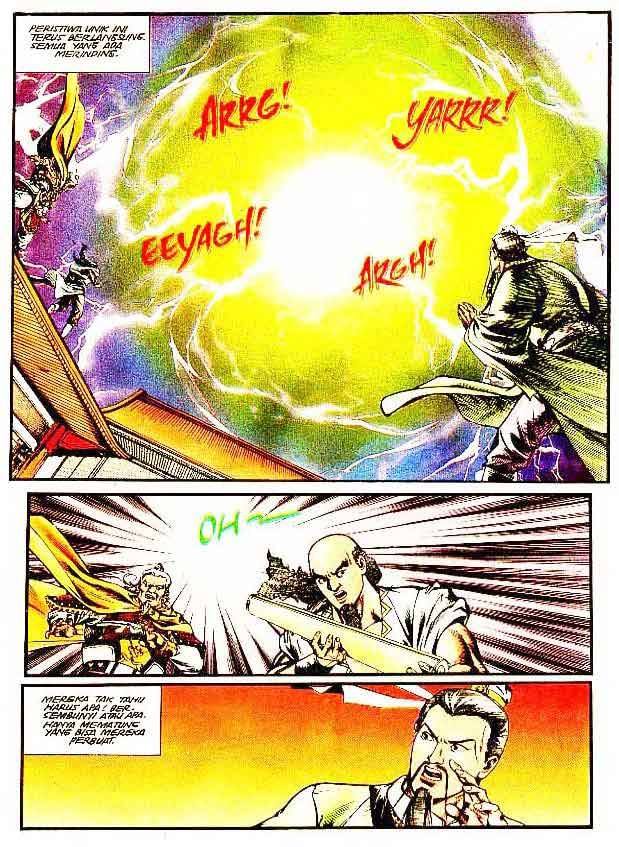 PERISTIWA UNIK INI
TERUS BERLANGSUNG.
SEMUA YANG ADA
MERINDING.
ARRG!
YARRR!
EEYAGH!
ARGH!
OH~
MEREKA TAK TAHU
HARUS APA! BER-
SEMBUNYI ATAU APA.
HANYA MEMATUNG
YANG BISA MEREKA
PERBUAT.